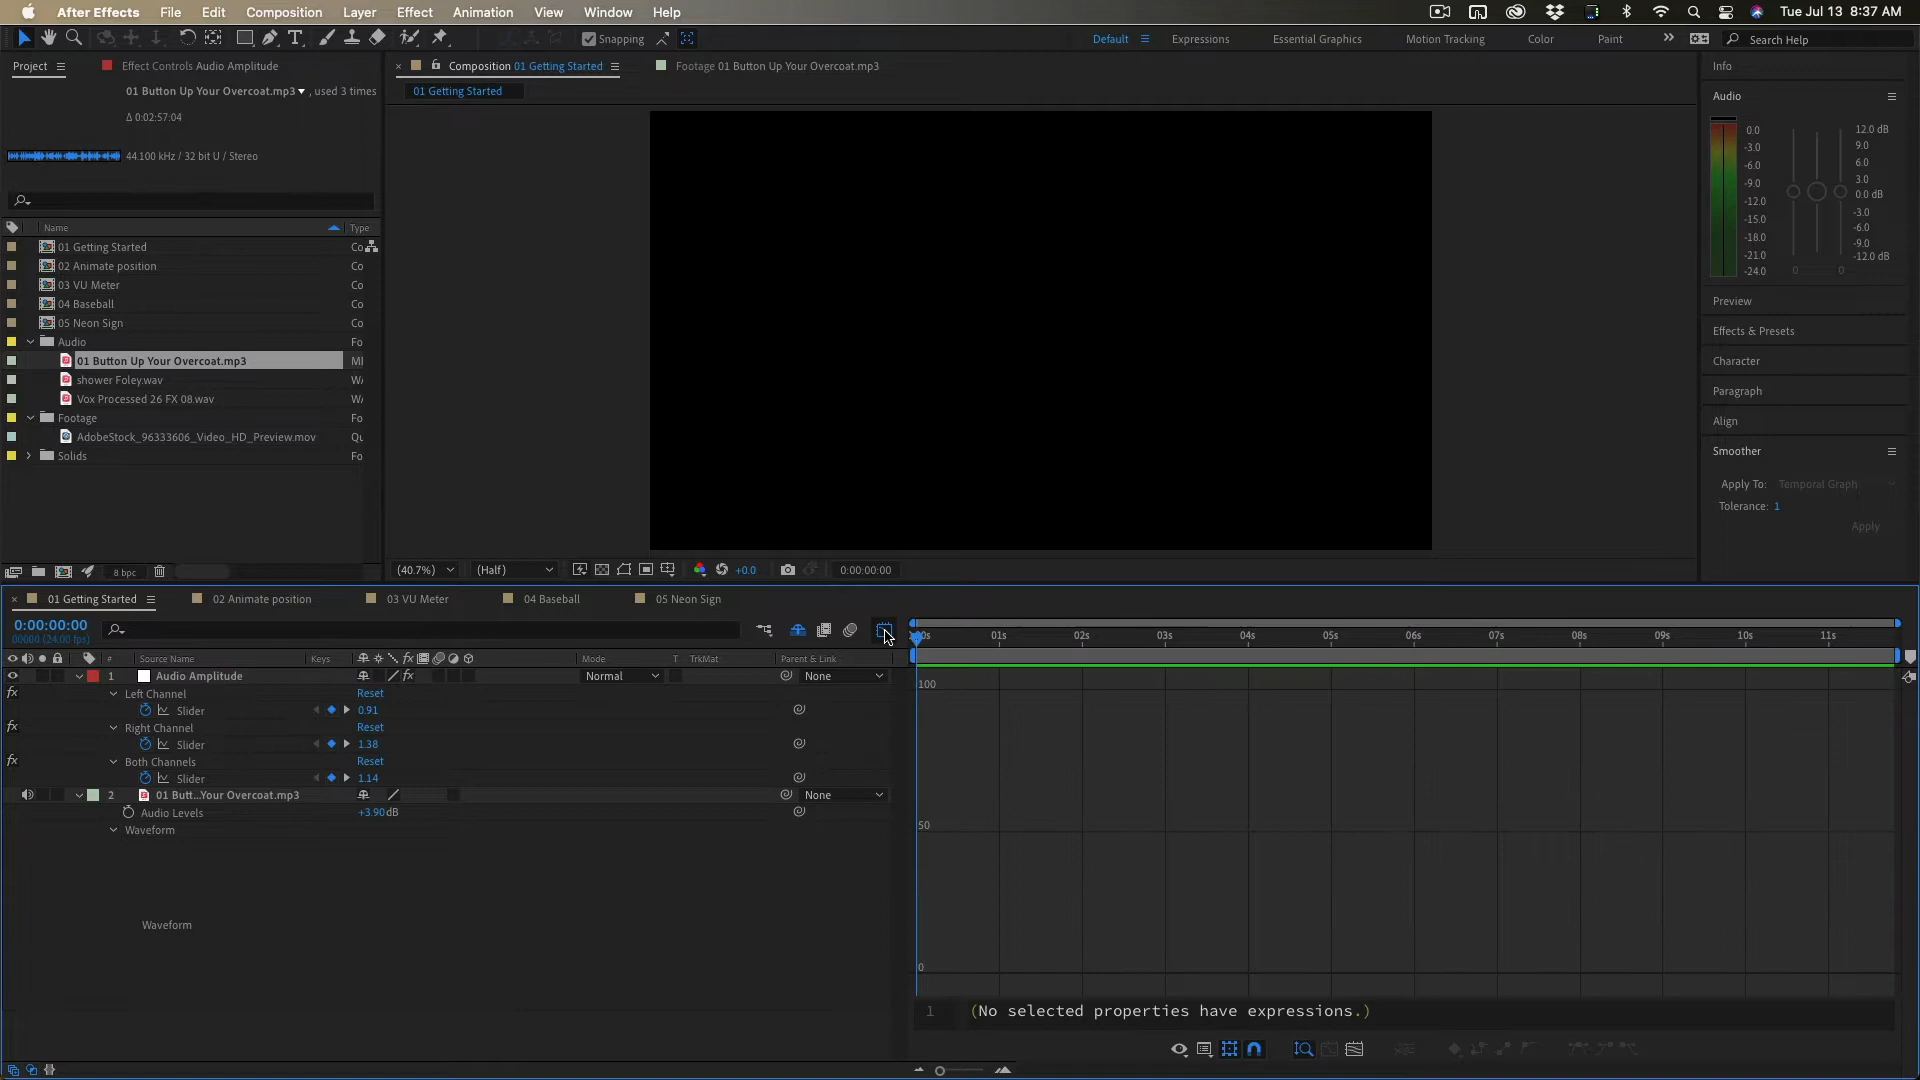 After Effects File Edit Composition Layer Effect Animation View Window Help Tue Jul 13 8:37 AM
Snapping Default Expressions Essential Graphics Motion Tracking Color Paint Search Help
Project Effect Controls Audio Amplitude
Composition 01 Getting Started Footage 01 Button Up Your Overcoat.mp3
01 Getting Started
01 Button Up Your Overcoat.mp3 , used 3 times
Δ 0:02:57:04
44.100 kHz / 32 bit U / Stereo
Name Type
01 Getting Started Co
02 Animate position Co
03 VU Meter Co
04 Baseball Co
05 Neon Sign Co
Audio Fo
01 Button Up Your Overcoat.mp3 MI
shower Foley.wav W/
Vox Processed 26 FX 08.wav W/
Footage Fo
AdobeStock_96333606_Video_HD_Preview.mov Qu
Solids Fo
8 bpc
(40.7%) (Half) +0.0 0:00:00:00
Info
Audio
0.0 12.0 dB
-3.0 9.0
-6.0 6.0
-9.0 3.0
-12.0 0.0 dB
-15.0 -3.0
-18.0 -6.0
-21.0 -9.0
-24.0 -12.0 dB
0 0
Preview
Effects & Presets
Character
Paragraph
Align
Smoother
Apply To: Temporal Graph
Tolerance: 1
Apply
01 Getting Started 02 Animate position 03 VU Meter 04 Baseball 05 Neon Sign
0:00:00:00
00000 (24.00 fps)
01s 02s 03s 04s 05s 06s 07s 08s 09s 10s 11s
# Source Name Keys fx Mode T TrkMat Parent & Link
1 Audio Amplitude fx Normal None
fx Left Channel Reset
Slider 0.91
fx Right Channel Reset
Slider 1.38
fx Both Channels Reset
Slider 1.14
2 01 Butt...Your Overcoat.mp3 None
Audio Levels +3.90dB
Waveform
Waveform
100
50
0
1 (No selected properties have expressions.)